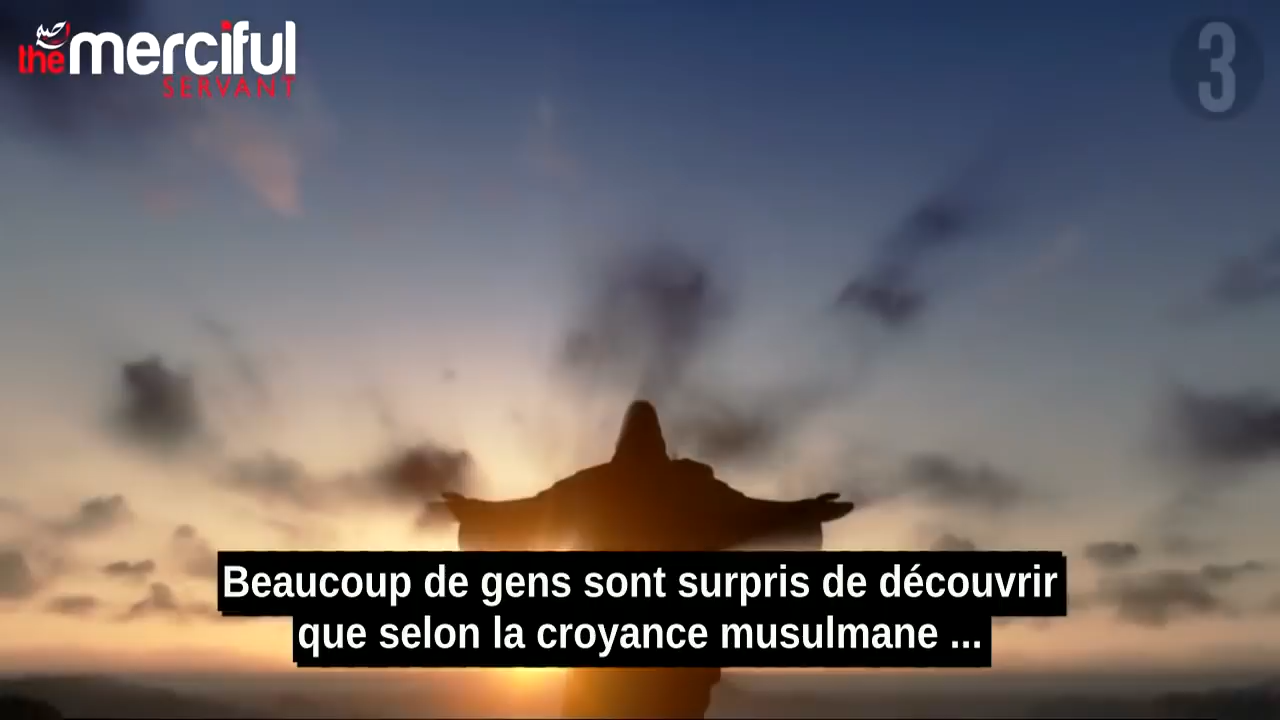 the merciful
SERVANT
3
Beaucoup de gens sont surpris de découvrir
que selon la croyance musulmane ...